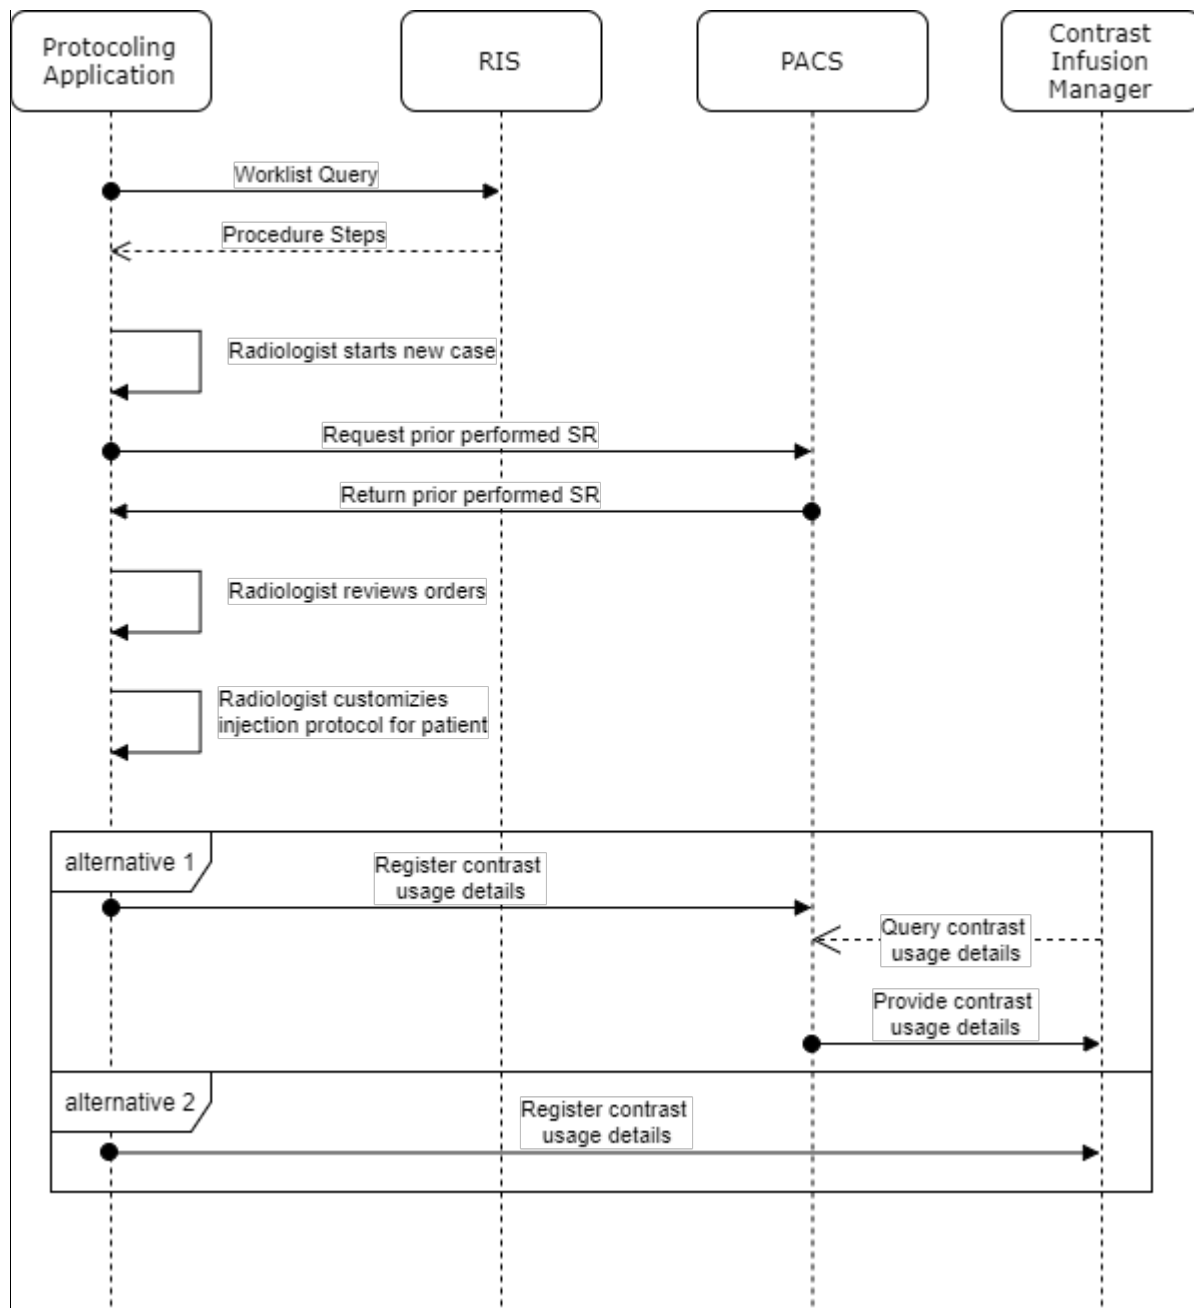 Protocoling
Application
RIS
PACS
Contrast
Infusion
Manager
Worklist Query
Procedure Steps
Radiologist starts new case
Request prior performed SR
Return prior performed SR
Radiologist reviews orders
Radiologist customizies
injection protocol for patient
alternative 1
Register contrast
usage details
Query contrast
usage details
Provide contrast
usage details
alternative 2
Register contrast
usage details